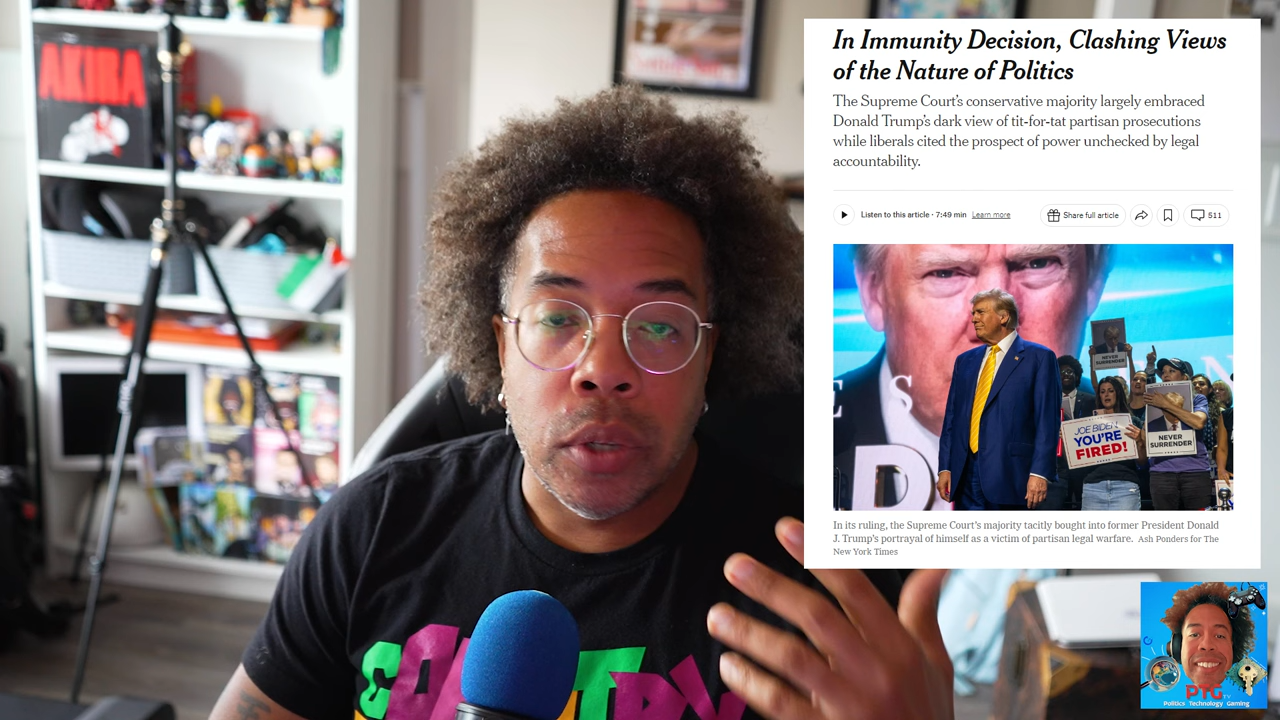 AKIRA
In Immunity Decision, Clashing Views
of the Nature of Politics
The Supreme Court's conservative majority largely embraced
Donald Trump's dark view of tit-for-tat partisan prosecutions
while liberals cited the prospect of power unchecked by legal
accountability.
Listen to this article · 7:49 min Learn more
Share full article
511
E S
D
NEVER
SURRENDER
JOE BIDEN
YOU'RE
FIRED!
NEVER
SURRENDER
In its ruling, the Supreme Court's majority tacitly bought into former President Donald
J. Trump's portrayal of himself as a victim of partisan legal warfare. Ash Ponders for The
New York Times
PTG TV
Politics Technology Gaming